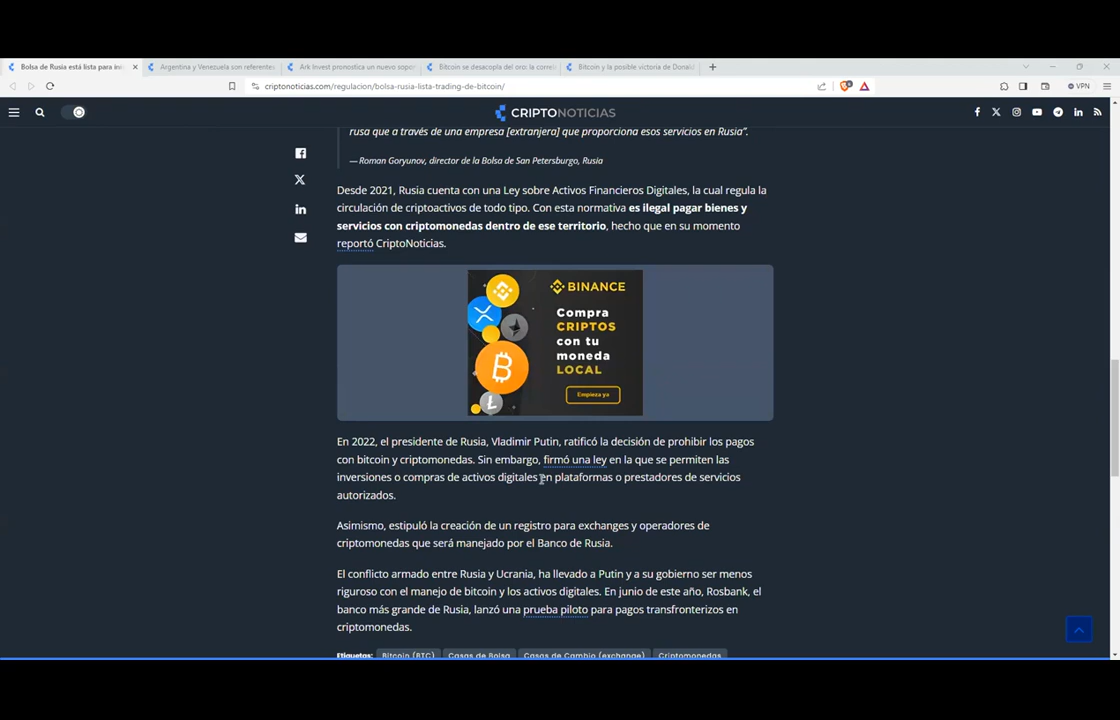 Bolsa de Rusia está lista para ini
Argentina y Venezuela son referentes
Ark Invest pronostica un nuevo sopor
Bitcoin se desacopla del oro: la correl
Bitcoin y la posible victoria de Donal
criptonoticias.com/regulacion/bolsa-rusia-lista-trading-de-bitcoin/
VPN
CRIPTONOTICIAS
rusa que a través de una empresa [extranjera] que proporciona esos servicios en Rusia”.
— Roman Goryunov, director de la Bolsa de San Petersburgo, Rusia
Desde 2021, Rusia cuenta con una Ley sobre Activos Financieros Digitales, la cual regula la
circulación de criptoactivos de todo tipo. Con esta normativa es ilegal pagar bienes y
servicios con criptomonedas dentro de ese territorio, hecho que en su momento
reportó CriptoNoticias.
BINANCE
Compra
CRIPTOS
con tu
moneda
LOCAL
Empieza ya
En 2022, el presidente de Rusia, Vladimir Putin, ratificó la decisión de prohibir los pagos
con bitcoin y criptomonedas. Sin embargo, firmó una ley en la que se permiten las
inversiones o compras de activos digitales en plataformas o prestadores de servicios
autorizados.
Asimismo, estipuló la creación de un registro para exchanges y operadores de
criptomonedas que será manejado por el Banco de Rusia.
El conflicto armado entre Rusia y Ucrania, ha llevado a Putin y a su gobierno ser menos
riguroso con el manejo de bitcoin y los activos digitales. En junio de este año, Rosbank, el
banco más grande de Rusia, lanzó una prueba piloto para pagos transfronterizos en
criptomonedas.
Etiquetas: Bitcoin (BTC) Casas de Bolsa Casas de Cambio (exchange) Criptomonedas